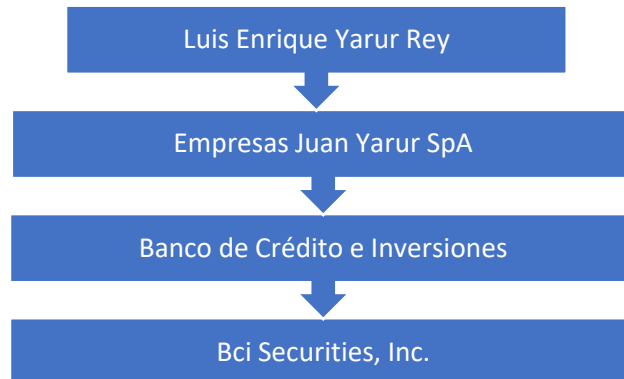 Luis Enrique Yarur Rey
Empresas Juan Yarur SpA
Banco de Crédito e Inversiones
Bci Securities, Inc.